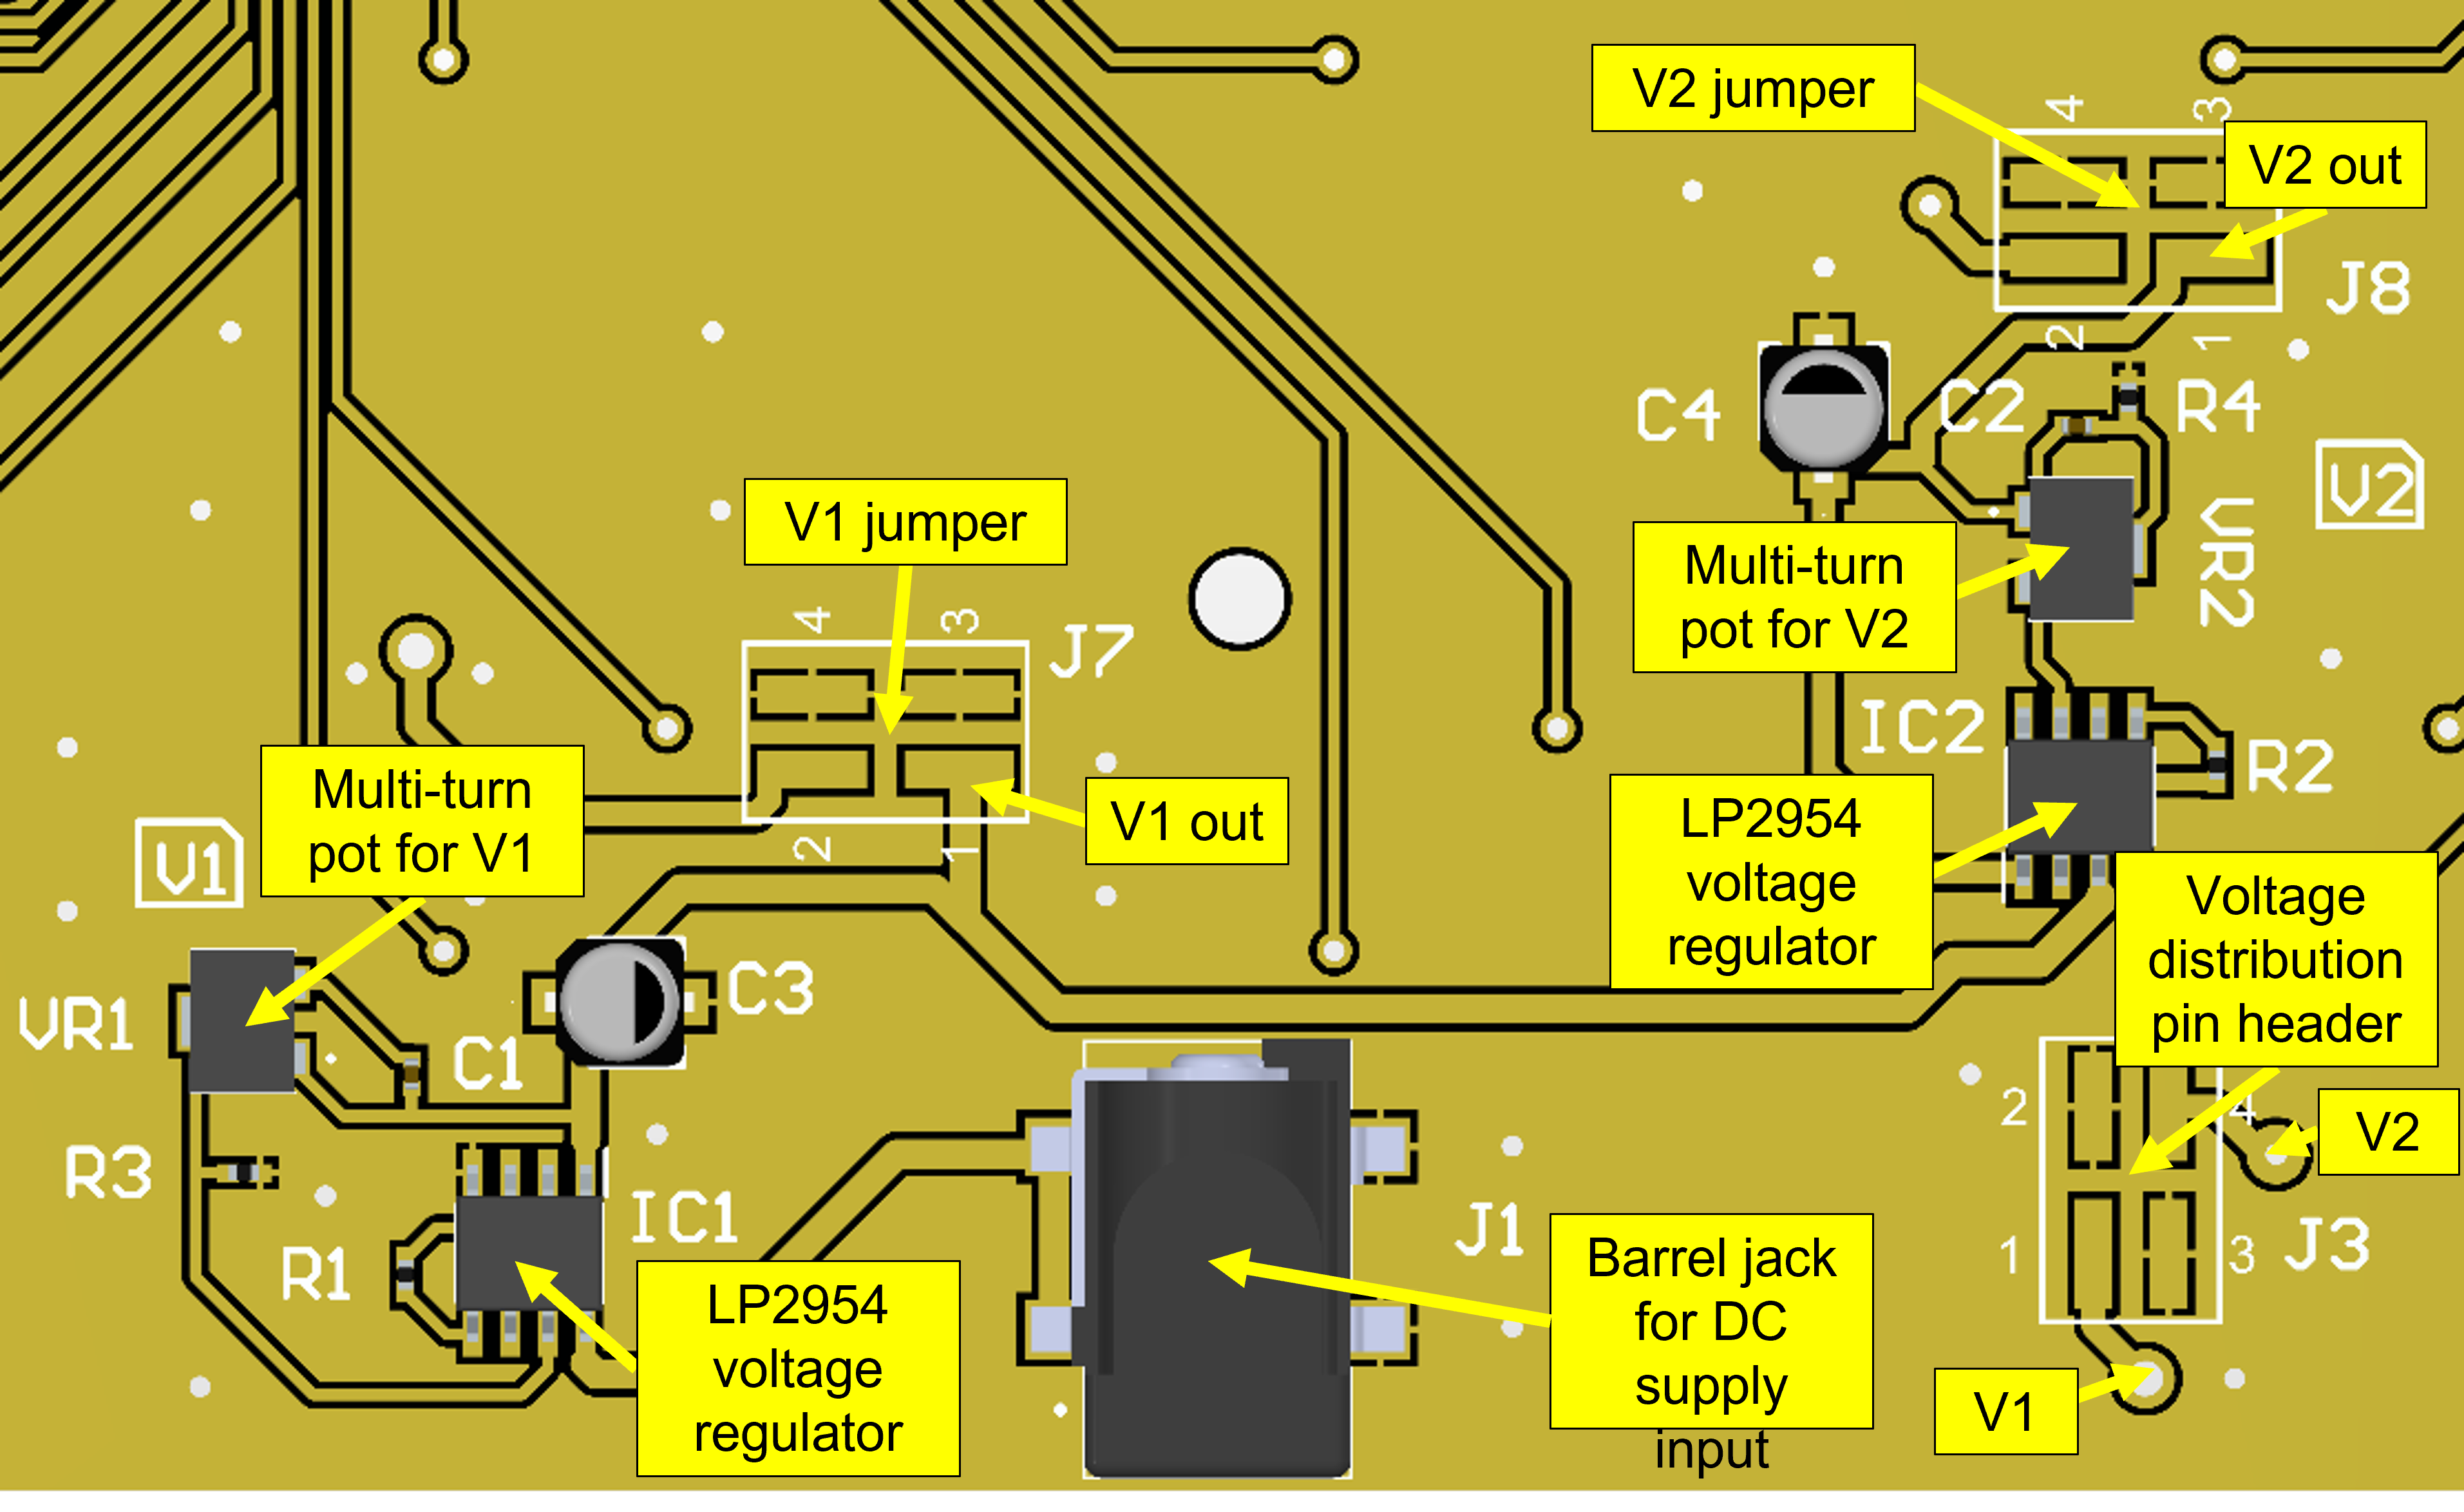 V2 jumper
4
3
V2 out
J8
2
1
C4
C2
R4
V2
V1 jumper
Multi-turn
pot for V2
VR2
4
3
J7
IC2
R2
Multi-turn
pot for V1
V1 out
LP2954
voltage
regulator
V1
2
1
Voltage
distribution
pin header
VR1
C1
C3
2
4
V2
R3
IC1
J1
Barrel jack
for DC
supply
input
1
3
J3
R1
LP2954
voltage
regulator
V1